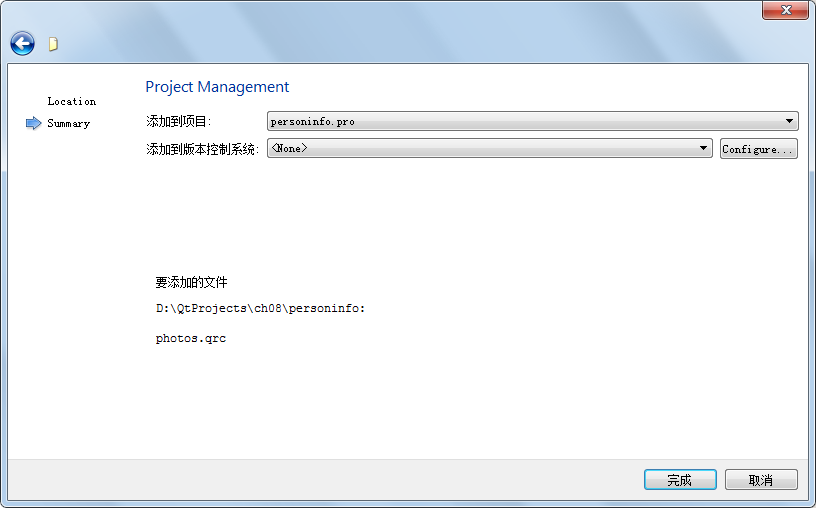 Project Management
Location
Summary
添加到项目:
personinfo.pro
添加到版本控制系统:
<None>
Configure...
要添加的文件
D:\QtProjects\ch08\personinfo:
photos.qrc
完成
取消